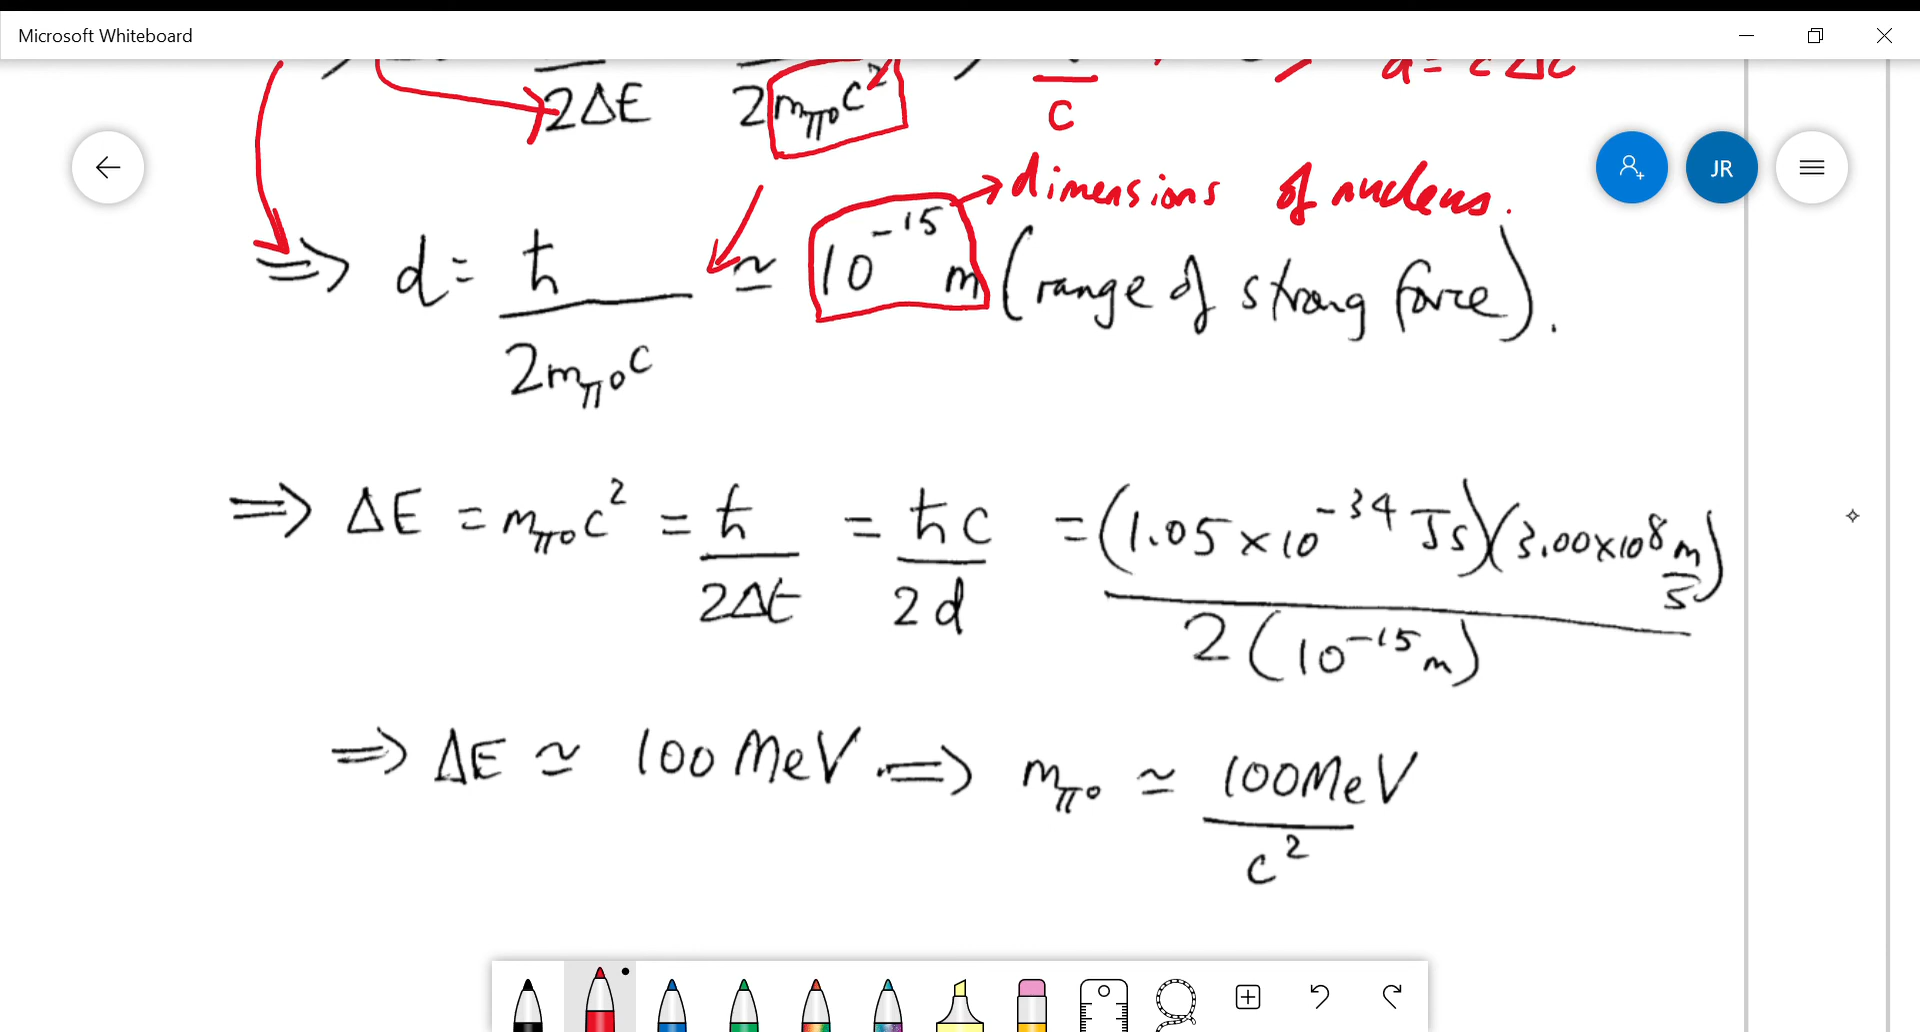 Microsoft Whiteboard
2ΔE 2m_π⁰c² c d = cΔt
→ dimensions of nucleus.
JR
⇒ d = ħ/(2m_π⁰c) ≃ 10⁻¹⁵ m (range of strong force).
⇒ ΔE = m_π⁰c² = ħ/(2Δt) = ħc/(2d) = (1.05×10⁻³⁴ Js)(3.00×10⁸ m/s)/(2(10⁻¹⁵ m))
⇒ ΔE ≃ 100 MeV. ⇒ m_π⁰ ≃ 100MeV/c²